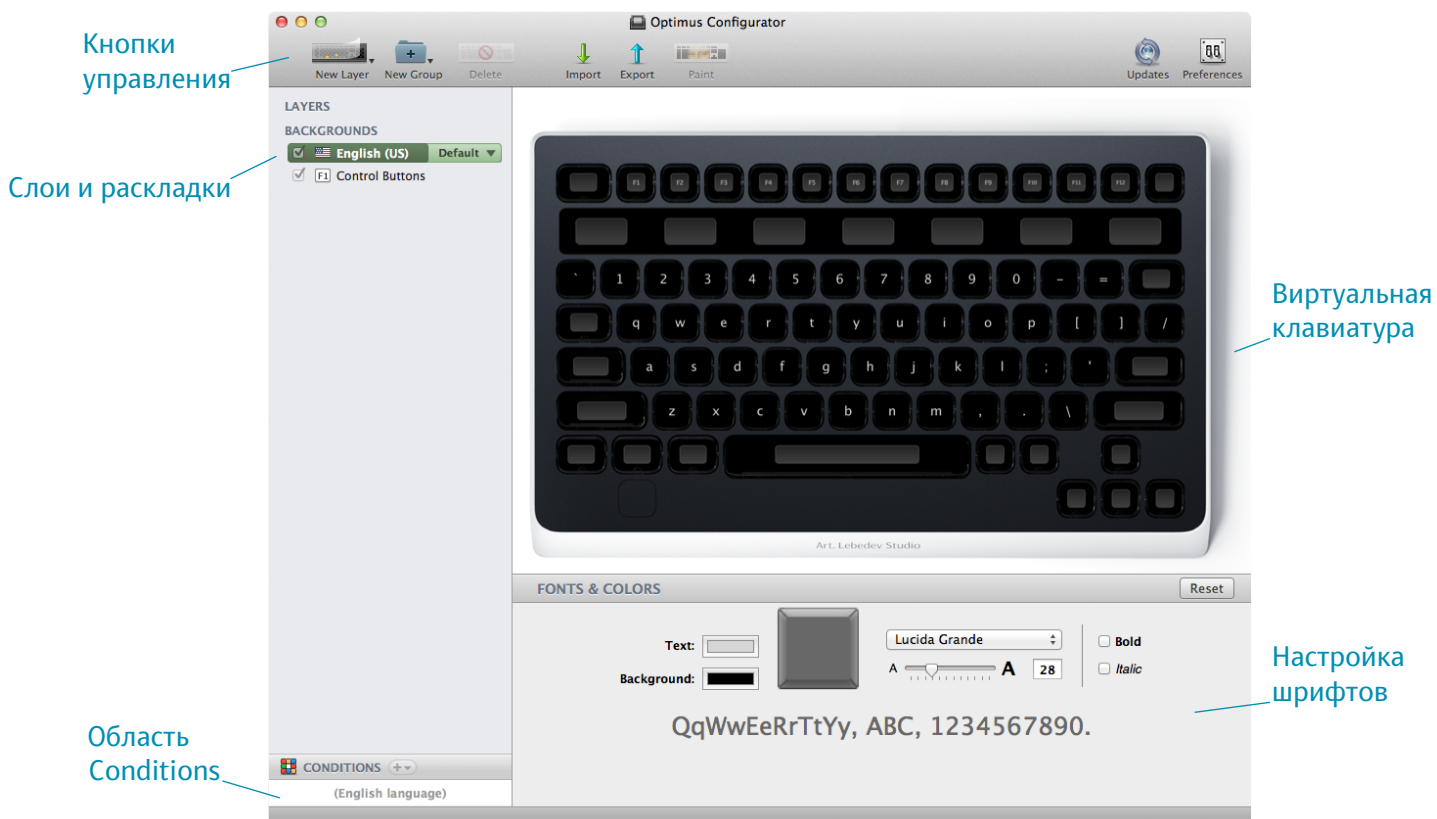 Optimus Configurator
Кнопки
управления
New Layer New Group Delete Import Export Paint Updates Preferences
LAYERS
BACKGROUNDS
English (US) Default
F1 Control Buttons
Слои и раскладки
F1 F2 F3 F4 F5 F6 F7 F8 F9 F10 F11 F12
` 1 2 3 4 5 6 7 8 9 0 - =
q w e r t y u i o p [ ] /
a s d f g h j k l ; '
z x c v b n m , . \
Art. Lebedev Studio
Виртуальная
клавиатура
FONTS & COLORS Reset
Text: Lucida Grande Bold
Background: A A 28 Italic
QqWwEeRrTtYy, ABC, 1234567890.
Настройка
шрифтов
Область
Conditions
CONDITIONS +
(English language)